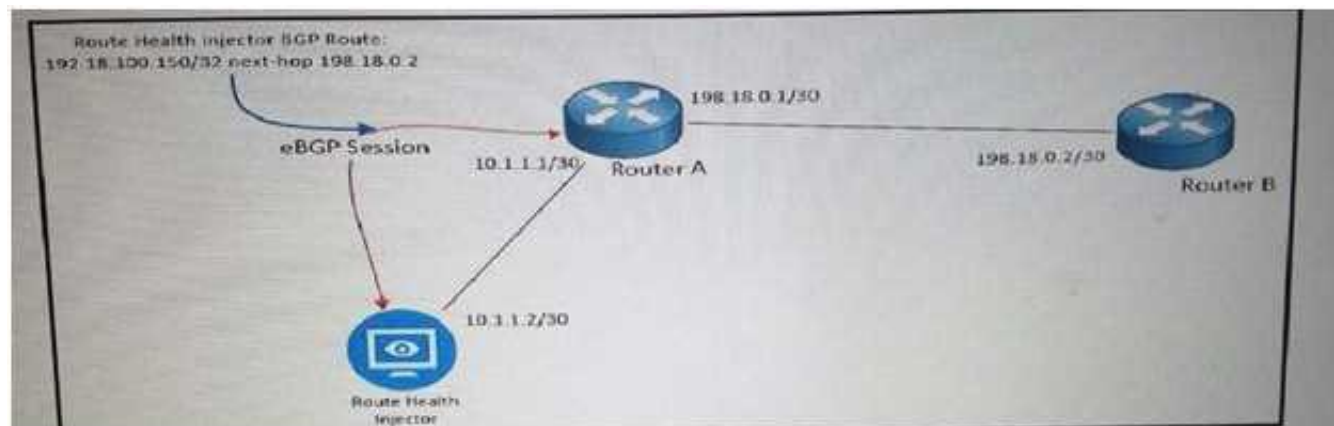 Route Health Injector BGP Route:
192.18.100.150/32 next-hop 198.18.0.2
eBGP Session
198.18.0.1/30
10.1.1.1/30
Router A
198.18.0.2/30
Router B
10.1.1.2/30
Route Health
Injector